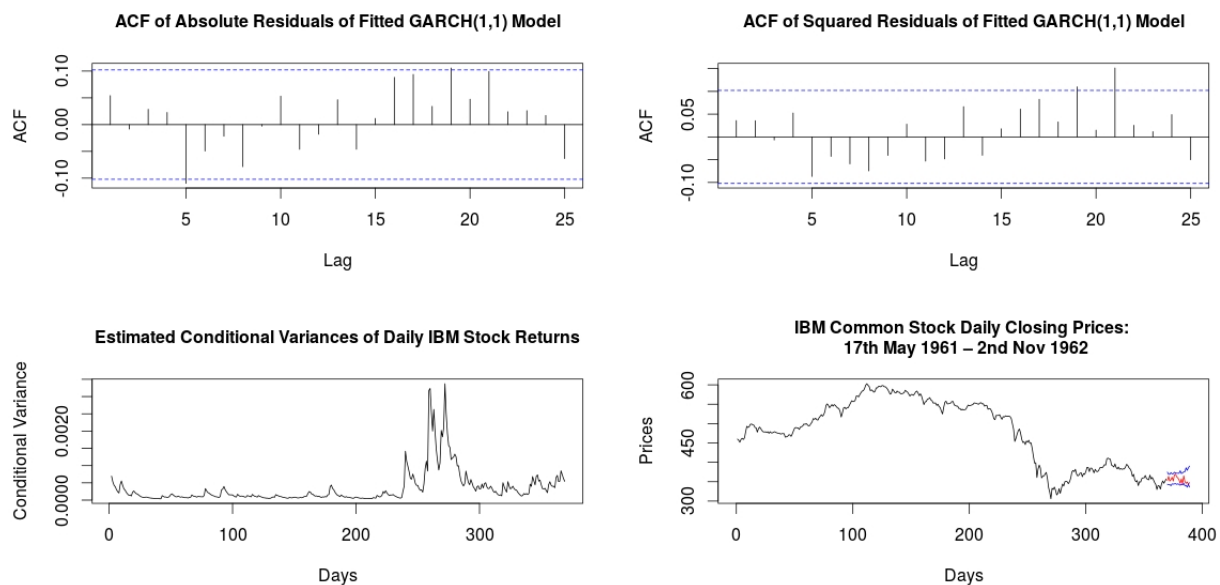 ACF of Absolute Residuals of Fitted GARCH(1,1) Model
ACF
0.10
0.00
-0.10
5
10
15
20
25
Lag
ACF of Squared Residuals of Fitted GARCH(1,1) Model
ACF
0.05
-0.10
5
10
15
20
25
Lag
Estimated Conditional Variances of Daily IBM Stock Returns
Conditional Variance
0.0020
0.0000
0
100
200
300
Days
IBM Common Stock Daily Closing Prices:
17th May 1961 – 2nd Nov 1962
Prices
600
450
300
0
100
200
300
400
Days